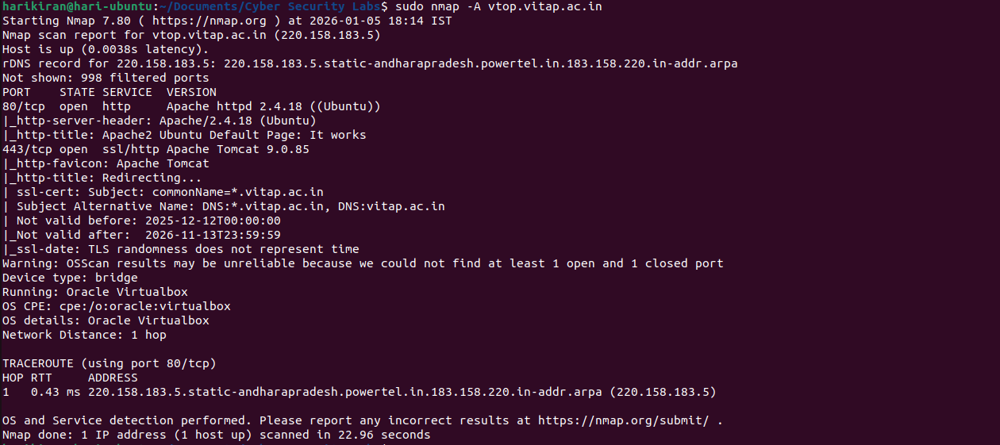 harikiran@hari-ubuntu:~/Documents/Cyber Security Labs$ sudo nmap -A vtop.vitap.ac.in
Starting Nmap 7.80 ( https://nmap.org ) at 2026-01-05 18:14 IST
Nmap scan report for vtop.vitap.ac.in (220.158.183.5)
Host is up (0.0038s latency).
rDNS record for 220.158.183.5: 220.158.183.5.static-andharapradesh.powertel.in.183.158.220.in-addr.arpa
Not shown: 998 filtered ports
PORT    STATE SERVICE  VERSION
80/tcp  open  http     Apache httpd 2.4.18 ((Ubuntu))
|_http-server-header: Apache/2.4.18 (Ubuntu)
|_http-title: Apache2 Ubuntu Default Page: It works
443/tcp open  ssl/http Apache Tomcat 9.0.85
|_http-favicon: Apache Tomcat
|_http-title: Redirecting...
| ssl-cert: Subject: commonName=*.vitap.ac.in
| Subject Alternative Name: DNS:*.vitap.ac.in, DNS:vitap.ac.in
| Not valid before: 2025-12-12T00:00:00
|_Not valid after:  2026-11-13T23:59:59
|_ssl-date: TLS randomness does not represent time
Warning: OSScan results may be unreliable because we could not find at least 1 open and 1 closed port
Device type: bridge
Running: Oracle Virtualbox
OS CPE: cpe:/o:oracle:virtualbox
OS details: Oracle Virtualbox
Network Distance: 1 hop

TRACEROUTE (using port 80/tcp)
HOP RTT     ADDRESS
1   0.43 ms 220.158.183.5.static-andharapradesh.powertel.in.183.158.220.in-addr.arpa (220.158.183.5)

OS and Service detection performed. Please report any incorrect results at https://nmap.org/submit/ .
Nmap done: 1 IP address (1 host up) scanned in 22.96 seconds